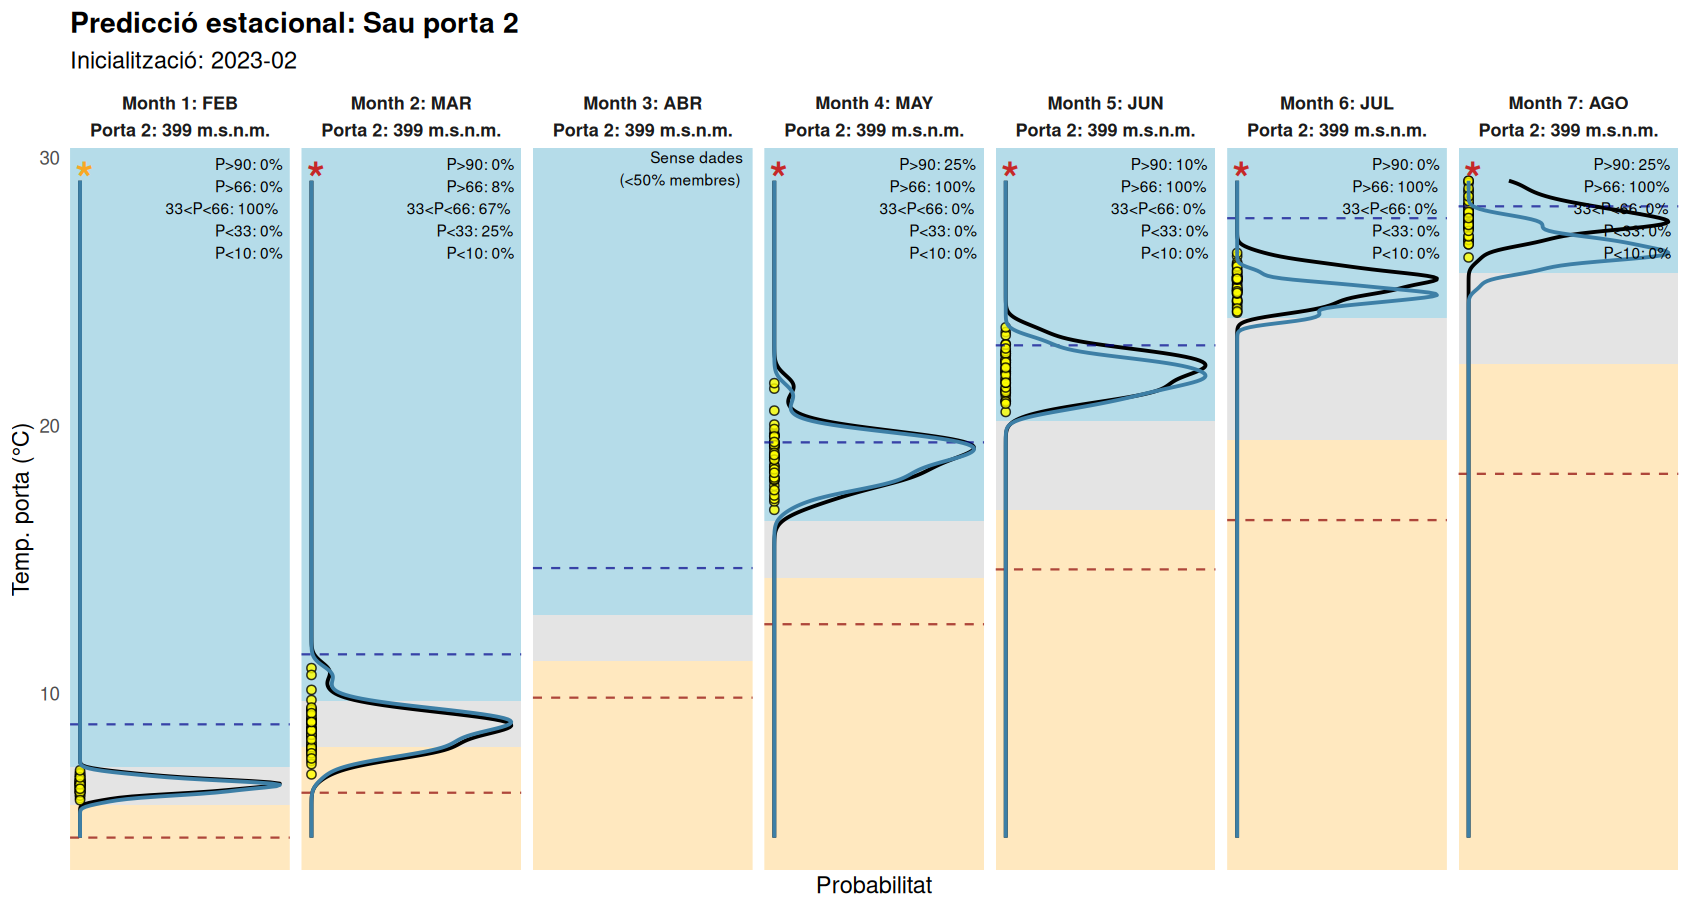 Predicció estacional: Sau porta 2
Inicialització: 2023-02
Month 1: FEB
Porta 2: 399 m.s.n.m.
Month 2: MAR
Porta 2: 399 m.s.n.m.
Month 3: ABR
Porta 2: 399 m.s.n.m.
Month 4: MAY
Porta 2: 399 m.s.n.m.
Month 5: JUN
Porta 2: 399 m.s.n.m.
Month 6: JUL
Porta 2: 399 m.s.n.m.
Month 7: AGO
Porta 2: 399 m.s.n.m.
Temp. porta (°C)
30
20
10
*
P>90: 0%
P>66: 0%
33<P<66: 100%
P<33: 0%
P<10: 0%
*
P>90: 0%
P>66: 8%
33<P<66: 67%
P<33: 25%
P<10: 0%
Sense dades
(<50% membres)
*
P>90: 25%
P>66: 100%
33<P<66: 0%
P<33: 0%
P<10: 0%
*
P>90: 10%
P>66: 100%
33<P<66: 0%
P<33: 0%
P<10: 0%
*
P>90: 0%
P>66: 100%
33<P<66: 0%
P<33: 0%
P<10: 0%
*
P>90: 25%
P>66: 100%
33<P<66: 0%
P<33: 0%
P<10: 0%
Probabilitat